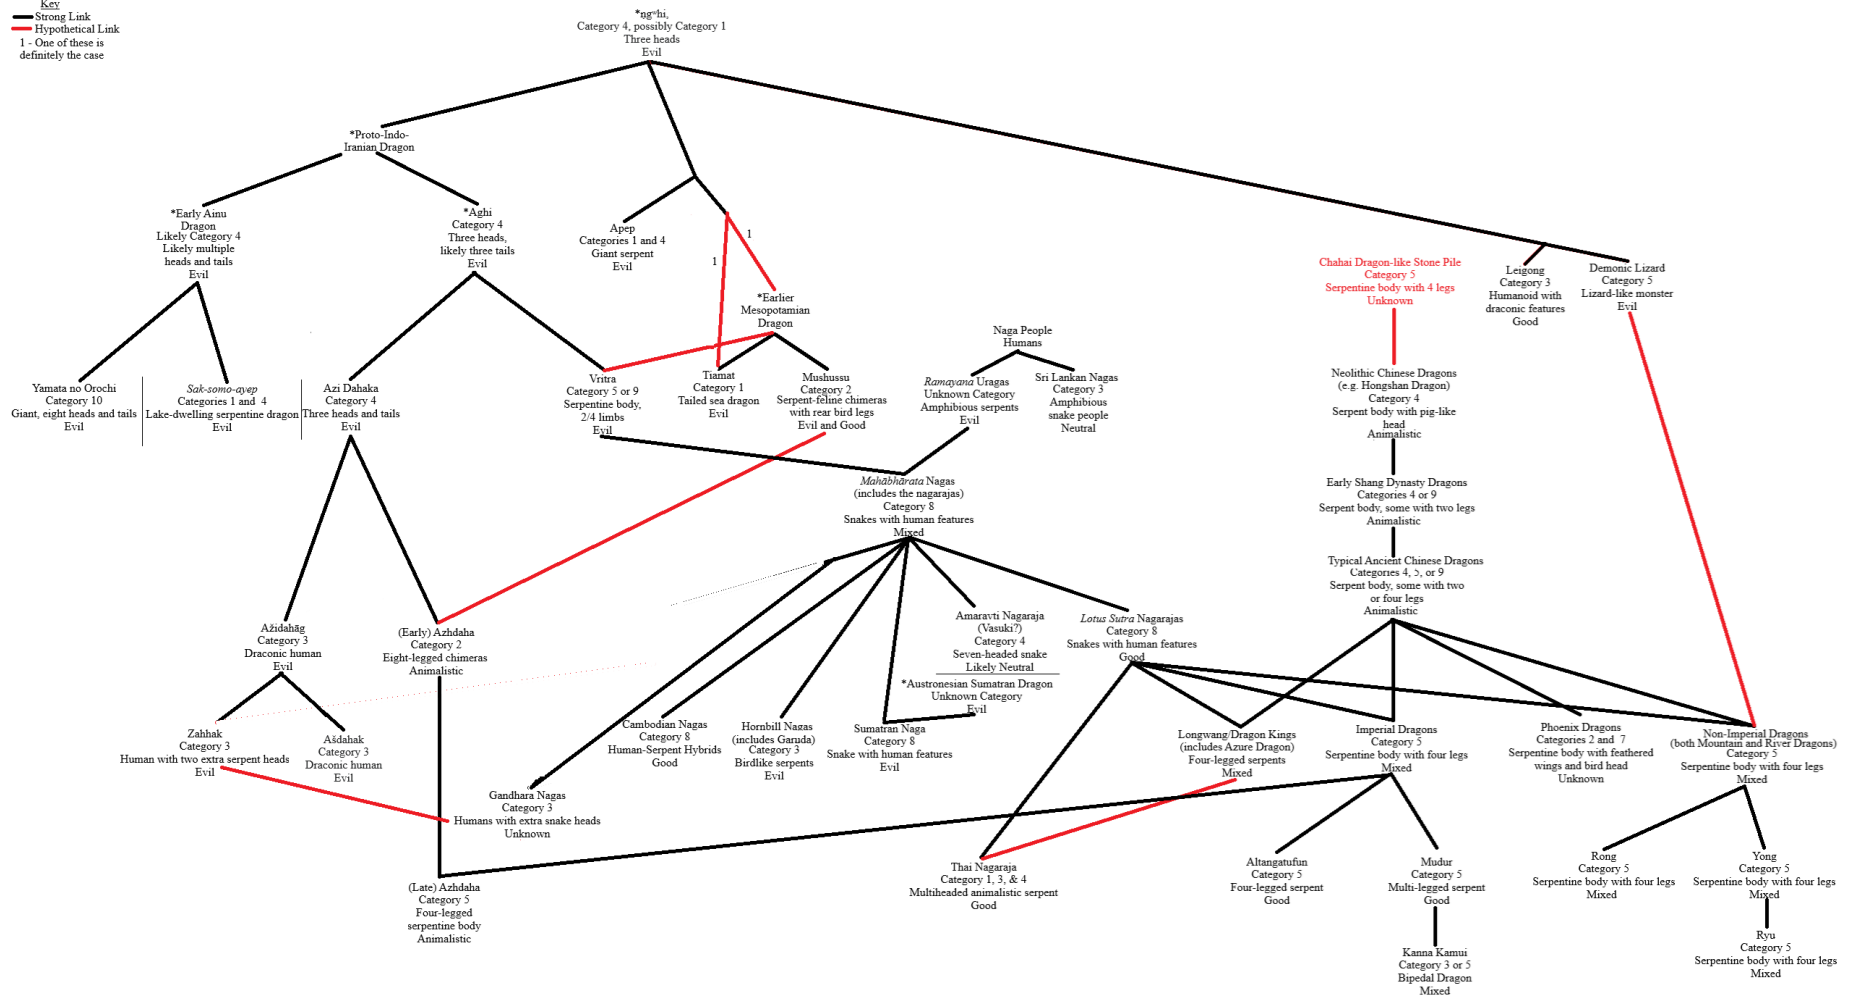 Key
Strong Link
Hypothetical Link
1 - One of these is
definitely the case
*ngʷhi,
Category 4, possibly Category 1
Three heads
Evil
*Proto-Indo-
Iranian Dragon
*Early Ainu
Dragon
Likely Category 4
Likely multiple
heads and tails
Evil
*Aghi
Category 4
Three heads,
likely three tails
Evil
Apep
Categories 1 and 4
Giant serpent
Evil
1
1
*Earlier
Mesopotamian
Dragon
Chahai Dragon-like Stone Pile
Category 5
Serpentine body with 4 legs
Unknown
Leigong
Category 3
Humanoid with
draconic features
Good
Demonic Lizard
Category 5
Lizard-like monster
Evil
Naga People
Humans
Yamata no Orochi
Category 10
Giant, eight heads and tails
Evil
Sak-somo-ayep
Categories 1 and 4
Lake-dwelling serpentine dragon
Evil
Azi Dahaka
Category 4
Three heads and tails
Evil
Vritra
Category 5 or 9
Serpentine body,
2/4 limbs
Evil
Tiamat
Category 1
Tailed sea dragon
Evil
Mushussu
Category 2
Serpent-feline chimeras
with rear bird legs
Evil and Good
Ramayana Uragas
Unknown Category
Amphibious serpents
Evil
Sri Lankan Nagas
Category 3
Amphibious
snake people
Neutral
Neolithic Chinese Dragons
(e.g. Hongshan Dragon)
Category 4
Serpent body with pig-like
head
Animalistic
Mahābhārata Nagas
(includes the nagarajas)
Category 8
Snakes with human features
Mixed
Early Shang Dynasty Dragons
Categories 4 or 9
Serpent body, some with two legs
Animalistic
Typical Ancient Chinese Dragons
Categories 4, 5, or 9
Serpent body, some with two
or four legs
Animalistic
Ažidahāg
Category 3
Draconic human
Evil
(Early) Azhdaha
Category 2
Eight-legged chimeras
Animalistic
Amaravti Nagaraja
(Vasuki?)
Category 4
Seven-headed snake
Likely Neutral
Lotus Sutra Nagarajas
Category 8
Snakes with human features
Good
*Austronesian Sumatran Dragon
Unknown Category
Evil
Zahhak
Category 3
Human with two extra serpent heads
Evil
Ašdahak
Category 3
Draconic human
Evil
Cambodian Nagas
Category 8
Human-Serpent Hybrids
Good
Hornbill Nagas
(includes Garuda)
Category 3
Birdlike serpents
Evil
Sumatran Naga
Category 8
Snake with human features
Evil
Longwang/Dragon Kings
(includes Azure Dragon)
Four-legged serpents
Mixed
Imperial Dragons
Category 5
Serpentine body with four legs
Mixed
Phoenix Dragons
Categories 2 and 7
Serpentine body with feathered
wings and bird head
Unknown
Non-Imperial Dragons
(both Mountain and River Dragons)
Category 5
Serpentine body with four legs
Mixed
Gandhara Nagas
Category 3
Humans with extra snake heads
Unknown
Thai Nagaraja
Category 1, 3, & 4
Multiheaded animalistic serpent
Good
Altangatufun
Category 5
Four-legged serpent
Good
Mudur
Category 5
Multi-legged serpent
Good
Rong
Category 5
Serpentine body with four legs
Mixed
Yong
Category 5
Serpentine body with four legs
Mixed
(Late) Azhdaha
Category 5
Four-legged
serpentine body
Animalistic
Kanna Kamui
Category 3 or 5
Bipedal Dragon
Mixed
Ryu
Category 5
Serpentine body with four legs
Mixed